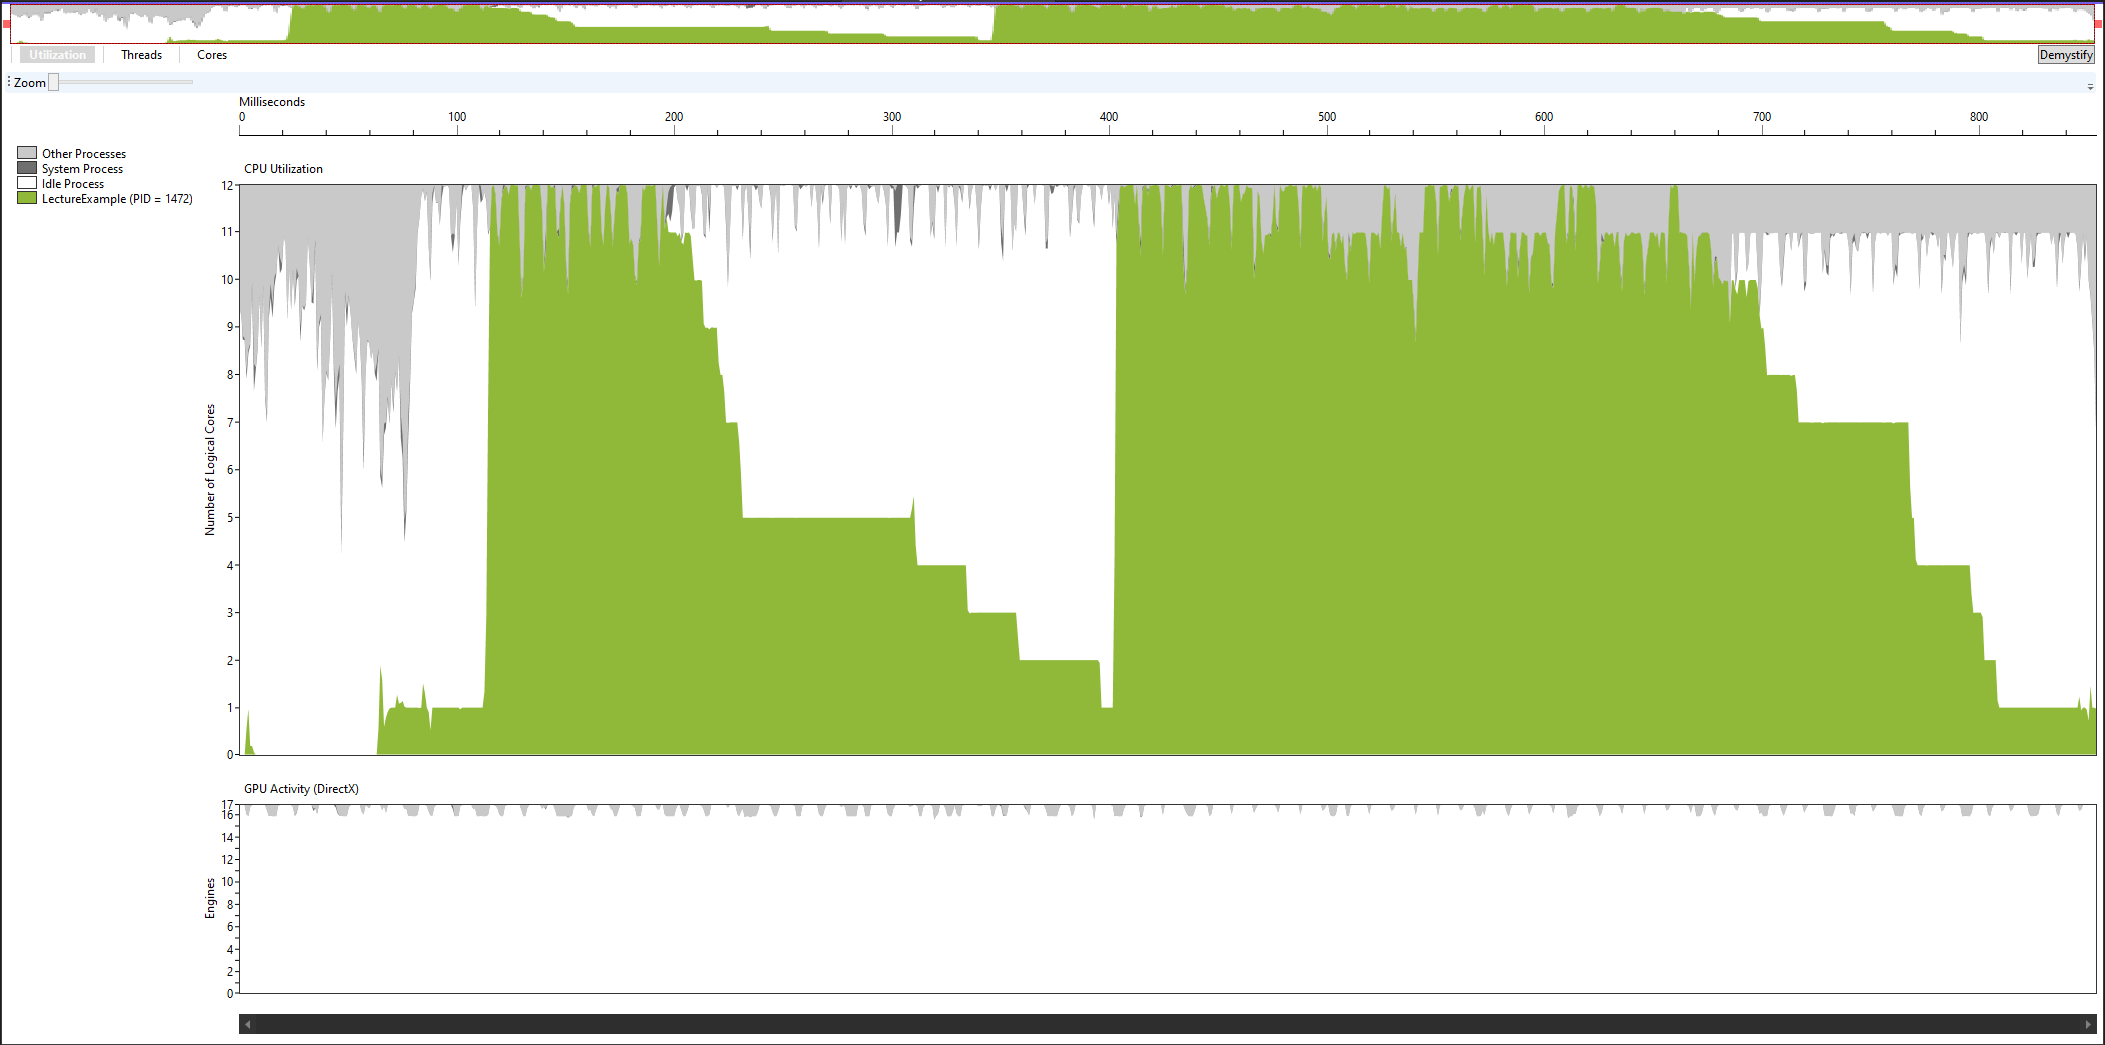 Utilization Threads Cores Demystify
Zoom
Milliseconds
0 100 200 300 400 500 600 700 800
Other Processes
System Process
Idle Process
LectureExample (PID = 1472)
CPU Utilization
12
11
10
9
8
7
6
5
4
3
2
1
0
Number of Logical Cores
GPU Activity (DirectX)
17
16
14
12
10
8
6
4
2
0
Engines